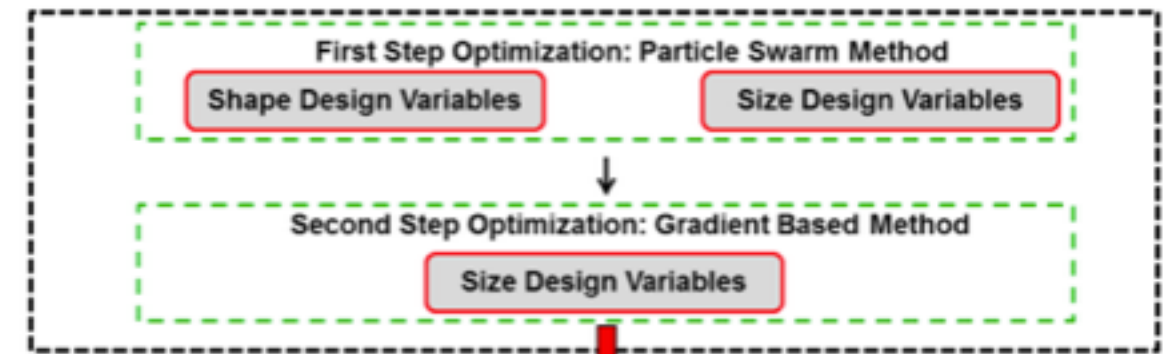 First Step Optimization: Particle Swarm Method
Shape Design Variables
Size Design Variables
Second Step Optimization: Gradient Based Method
Size Design Variables